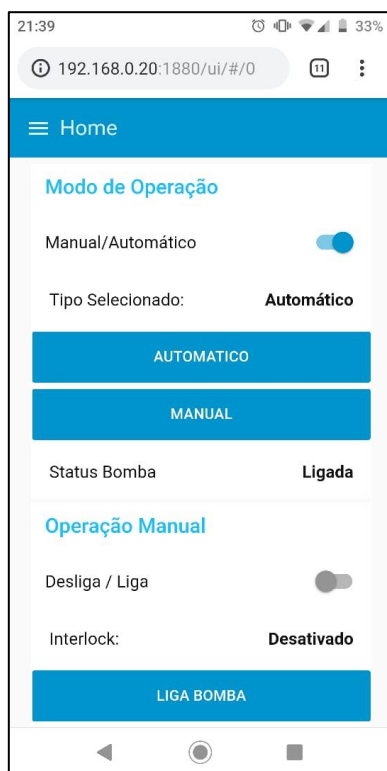 21:39 33%
192.168.0.20:1880/ui/#/0 11
Home
Modo de Operação
Manual/Automático
Tipo Selecionado: Automático
AUTOMATICO
MANUAL
Status Bomba Ligada
Operação Manual
Desliga / Liga
Interlock: Desativado
LIGA BOMBA